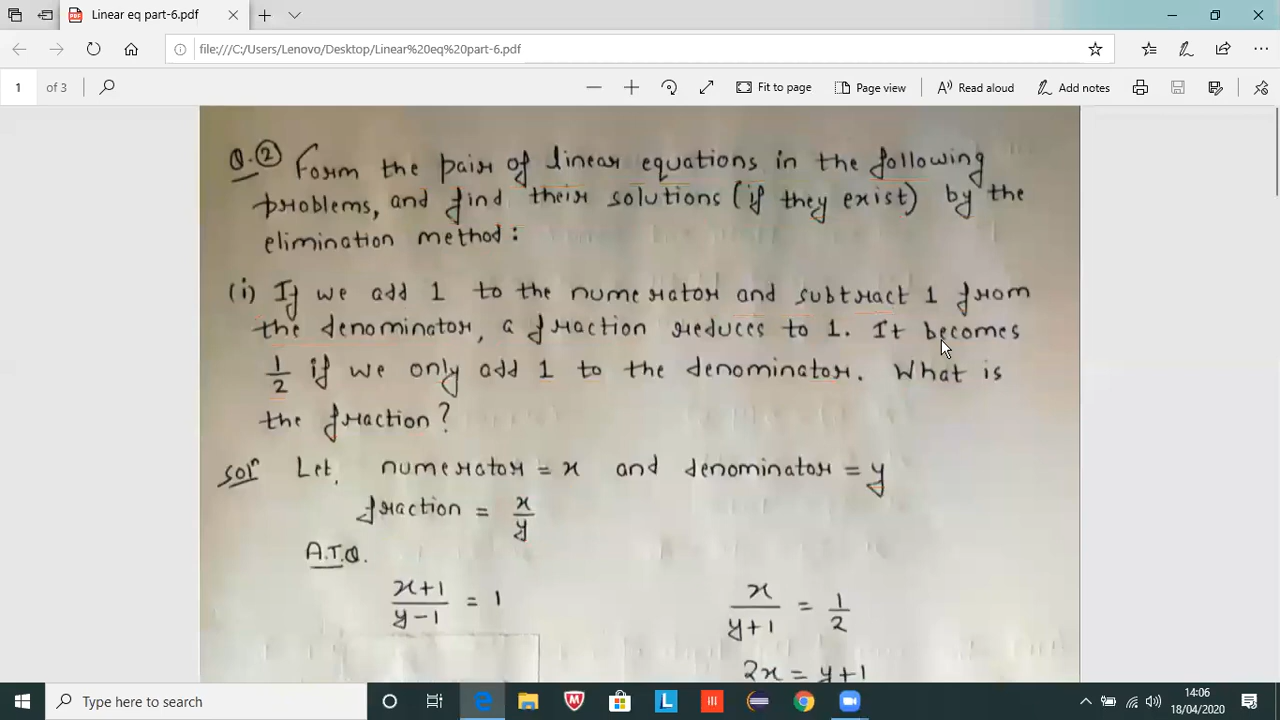 Linear eq part-6.pdf
file:///C:/Users/Lenovo/Desktop/Linear%20eq%20part-6.pdf
1 of 3 Fit to page Page view Read aloud Add notes
Q.② Form the pair of linear equations in the following
problems, and find their solutions (if they exist) by the
elimination method:
(i) If we add 1 to the numerator and subtract 1 from
the denominator, a fraction reduces to 1. It becomes
1/2 if we only add 1 to the denominator. What is
the fraction?
Solⁿ Let, numerator = x and denominator = y
fraction = x/y
A.T.Q.
(x+1)/(y-1) = 1 x/(y+1) = 1/2
2x = y+1
Type here to search
14:06
18/04/2020